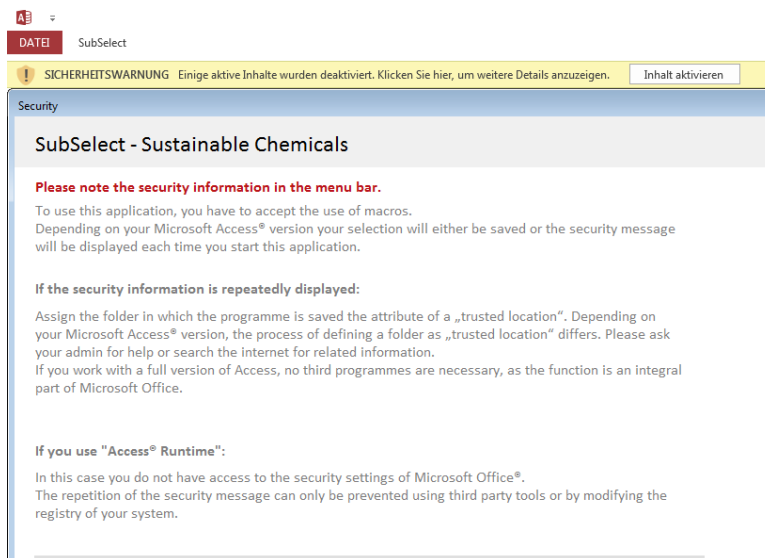 DATEI SubSelect
SICHERHEITSWARNUNG Einige aktive Inhalte wurden deaktiviert. Klicken Sie hier, um weitere Details anzuzeigen. Inhalt aktivieren
Security
SubSelect - Sustainable Chemicals
Please note the security information in the menu bar.
To use this application, you have to accept the use of macros.
Depending on your Microsoft Access® version your selection will either be saved or the security message
will be displayed each time you start this application.
If the security information is repeatedly displayed:
Assign the folder in which the programme is saved the attribute of a „trusted location“. Depending on
your Microsoft Access® version, the process of defining a folder as „trusted location“ differs. Please ask
your admin for help or search the internet for related information.
If you work with a full version of Access, no third programmes are necessary, as the function is an integral
part of Microsoft Office.
If you use "Access® Runtime":
In this case you do not have access to the security settings of Microsoft Office®.
The repetition of the security message can only be prevented using third party tools or by modifying the
registry of your system.